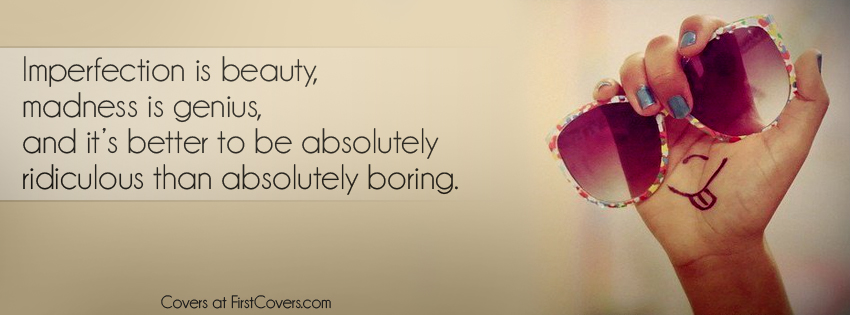 Imperfection is beauty,
madness is genius,
and it's better to be absolutely
ridiculous than absolutely boring.
Covers at FirstCovers.com